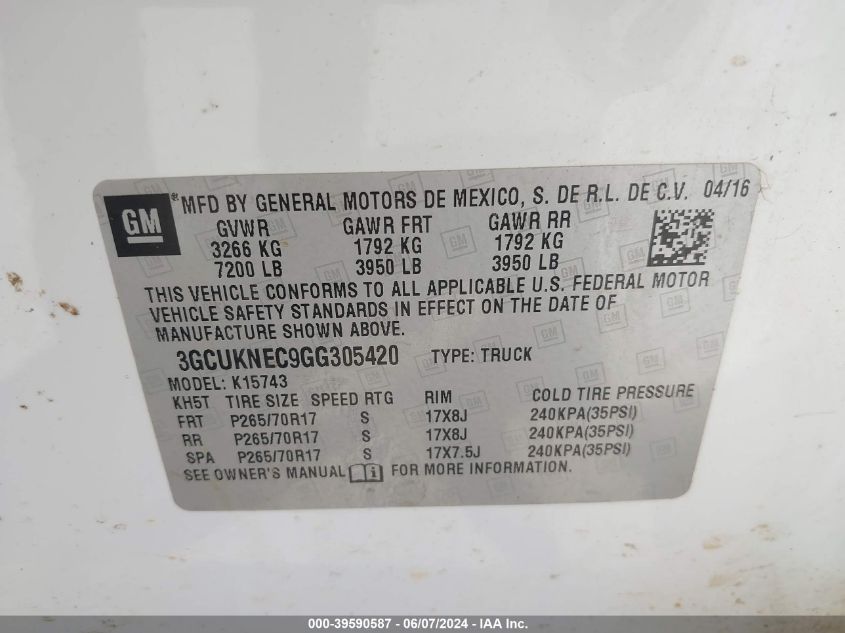 GM ® MFD BY GENERAL MOTORS DE MEXICO, S. DE R.L. DE C.V. 04/16
GVWR GAWR FRT GAWR RR
3266 KG 1792 KG 1792 KG
7200 LB 3950 LB 3950 LB
THIS VEHICLE CONFORMS TO ALL APPLICABLE U.S. FEDERAL MOTOR
VEHICLE SAFETY STANDARDS IN EFFECT ON THE DATE OF
MANUFACTURE SHOWN ABOVE.
3GCUKNEC9GG305420 TYPE: TRUCK
MODEL: K15743
KH5T TIRE SIZE SPEED RTG RIM COLD TIRE PRESSURE
FRT P265/70R17 S 17X8J 240KPA(35PSI)
RR P265/70R17 S 17X8J 240KPA(35PSI)
SPA P265/70R17 S 17X7.5J 240KPA(35PSI)
SEE OWNER'S MANUAL FOR MORE INFORMATION.
000-39590587 - 06/07/2024 - IAA Inc.